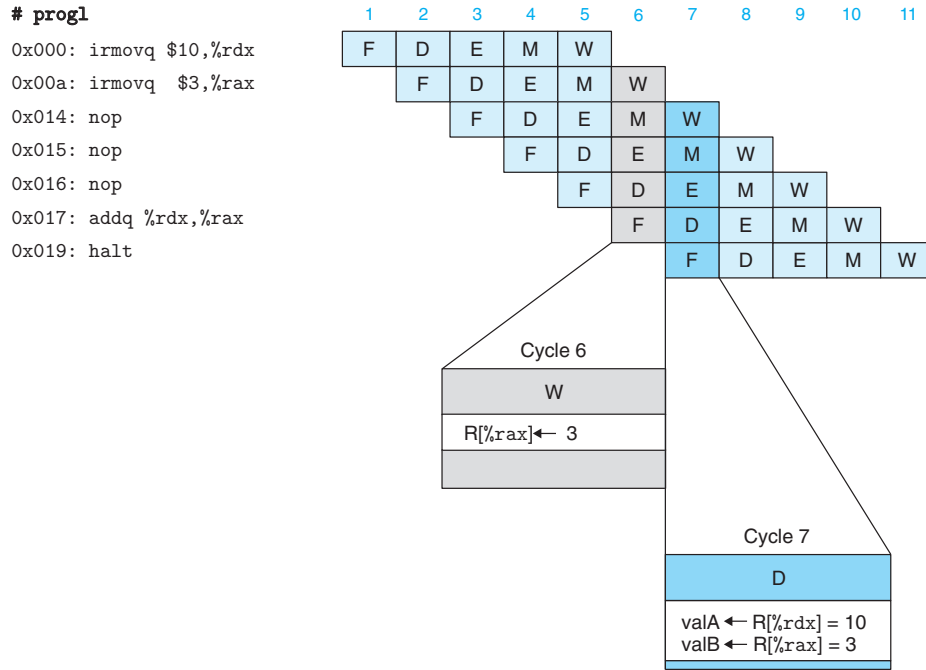 # progl 1 2 3 4 5 6 7 8 9 10 11
0x000: irmovq $10,%rdx F D E M W
0x00a: irmovq $3,%rax F D E M W
0x014: nop F D E M W
0x015: nop F D E M W
0x016: nop F D E M W
0x017: addq %rdx,%rax F D E M W
0x019: halt F D E M W
Cycle 6
W
R[%rax] ← 3
Cycle 7
D
valA ← R[%rdx] = 10
valB ← R[%rax] = 3